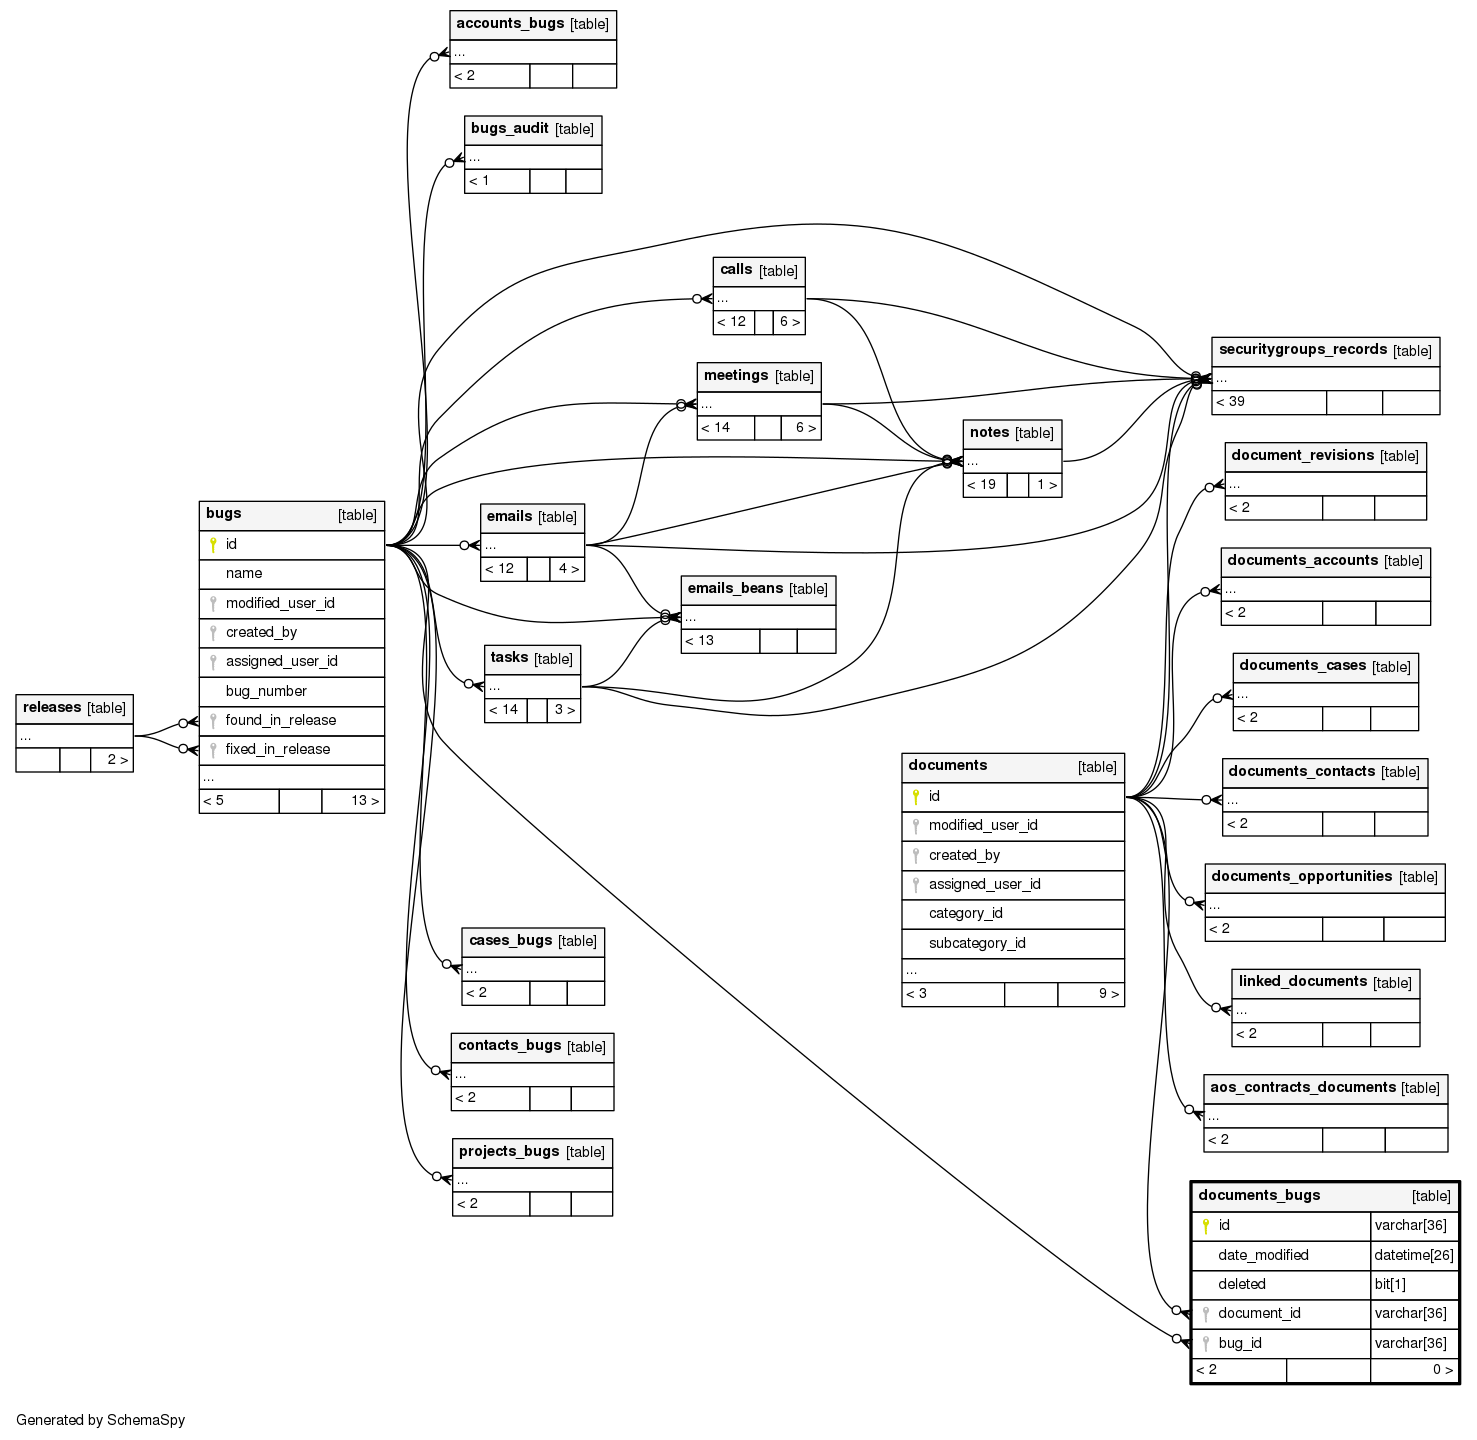 accounts_bugs [table]
...
< 2
bugs_audit [table]
...
< 1
calls [table]
...
< 12 6 >
meetings [table]
...
< 14 6 >
notes [table]
...
< 19 1 >
securitygroups_records [table]
...
< 39
document_revisions [table]
...
< 2
bugs [table]
id
name
modified_user_id
created_by
assigned_user_id
bug_number
found_in_release
fixed_in_release
...
< 5 13 >
emails [table]
...
< 12 4 >
emails_beans [table]
...
< 13
tasks [table]
...
< 14 3 >
releases [table]
...
2 >
documents_accounts [table]
...
< 2
documents_cases [table]
...
< 2
documents [table]
id
modified_user_id
created_by
assigned_user_id
category_id
subcategory_id
...
< 3 9 >
documents_contacts [table]
...
< 2
documents_opportunities [table]
...
< 2
linked_documents [table]
...
< 2
aos_contracts_documents [table]
...
< 2
cases_bugs [table]
...
< 2
contacts_bugs [table]
...
< 2
projects_bugs [table]
...
< 2
documents_bugs [table]
id varchar[36]
date_modified datetime[26]
deleted bit[1]
document_id varchar[36]
bug_id varchar[36]
< 2 0 >
Generated by SchemaSpy